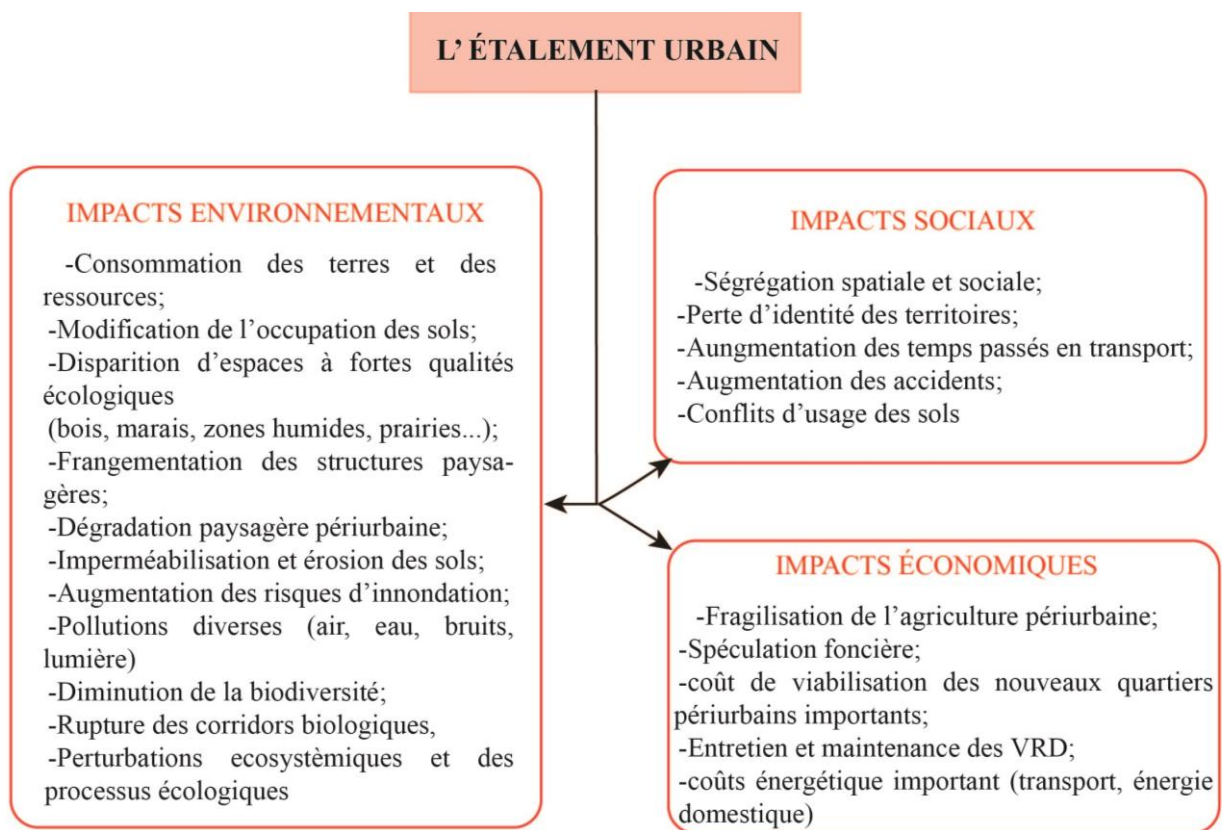 L' ÉTALEMENT URBAIN
IMPACTS ENVIRONNEMENTAUX
-Consommation des terres et des
ressources;
-Modification de l'occupation des sols;
-Disparition d'espaces à fortes qualités
écologiques
(bois, marais, zones humides, prairies...);
-Frangementation des structures paysa-
gères;
-Dégradation paysagère périurbaine;
-Imperméabilisation et érosion des sols;
-Augmentation des risques d'innondation;
-Pollutions diverses (air, eau, bruits,
lumière)
-Diminution de la biodiversité;
-Rupture des corridors biologiques,
-Perturbations ecosystèmiques et des
processus écologiques
IMPACTS SOCIAUX
-Ségrégation spatiale et sociale;
-Perte d'identité des territoires;
-Aungmentation des temps passés en transport;
-Augmentation des accidents;
-Conflits d'usage des sols
IMPACTS ÉCONOMIQUES
-Fragilisation de l'agriculture périurbaine;
-Spéculation foncière;
-coût de viabilisation des nouveaux quartiers
périurbains importants;
-Entretien et maintenance des VRD;
-coûts énergétique important (transport, énergie
domestique)